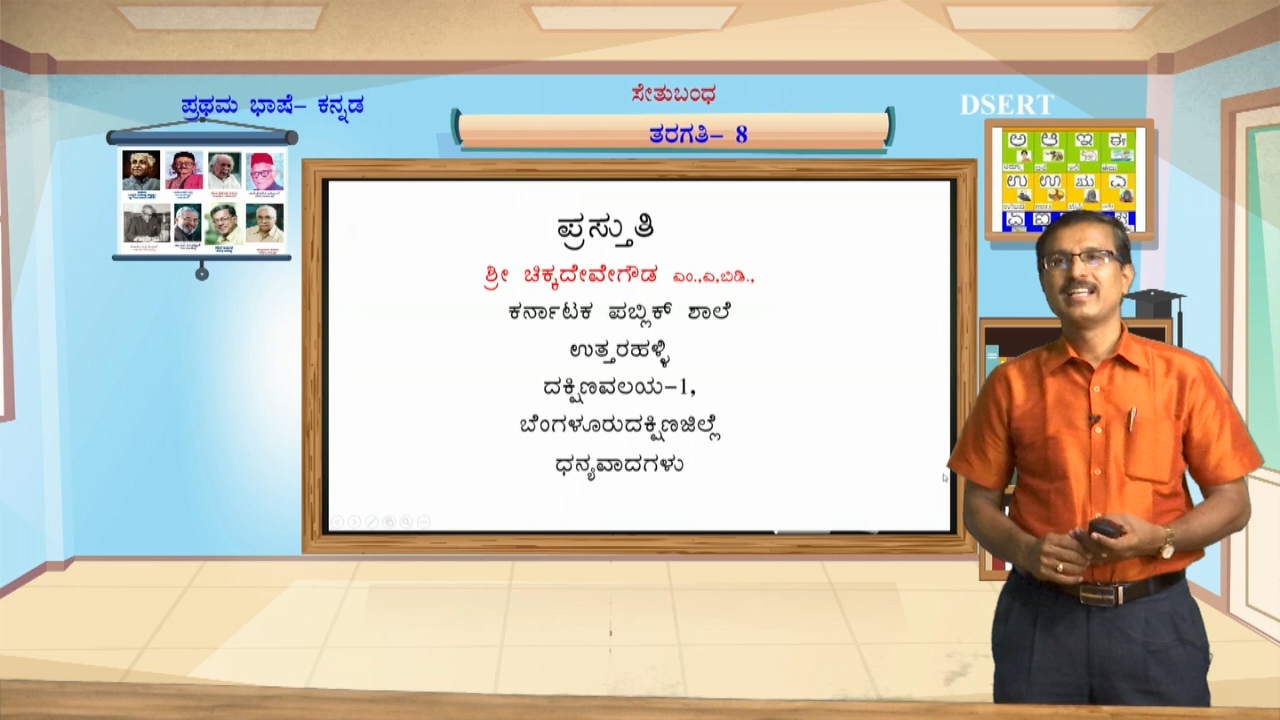 ಸೇತುಬಂಧ
ಪ್ರಥಮ ಭಾಷೆ- ಕನ್ನಡ
DSERT
ತರಗತಿ- 8
ಅ ಆ ಇ ಈ
ಉ ಊ ಋ ಎ
ಪ್ರಸ್ತುತಿ
ಶ್ರೀ ಚಿಕ್ಕದೇವೇಗೌಡ ಎಂ.,ಎ,ಬಿಡಿ.,
ಕರ್ನಾಟಕ ಪಬ್ಲಿಕ್ ಶಾಲೆ
ಉತ್ತರಹಳ್ಳಿ
ದಕ್ಷಿಣವಲಯ-1,
ಬೆಂಗಳೂರುದಕ್ಷಿಣಜಿಲ್ಲೆ
ಧನ್ಯವಾದಗಳು